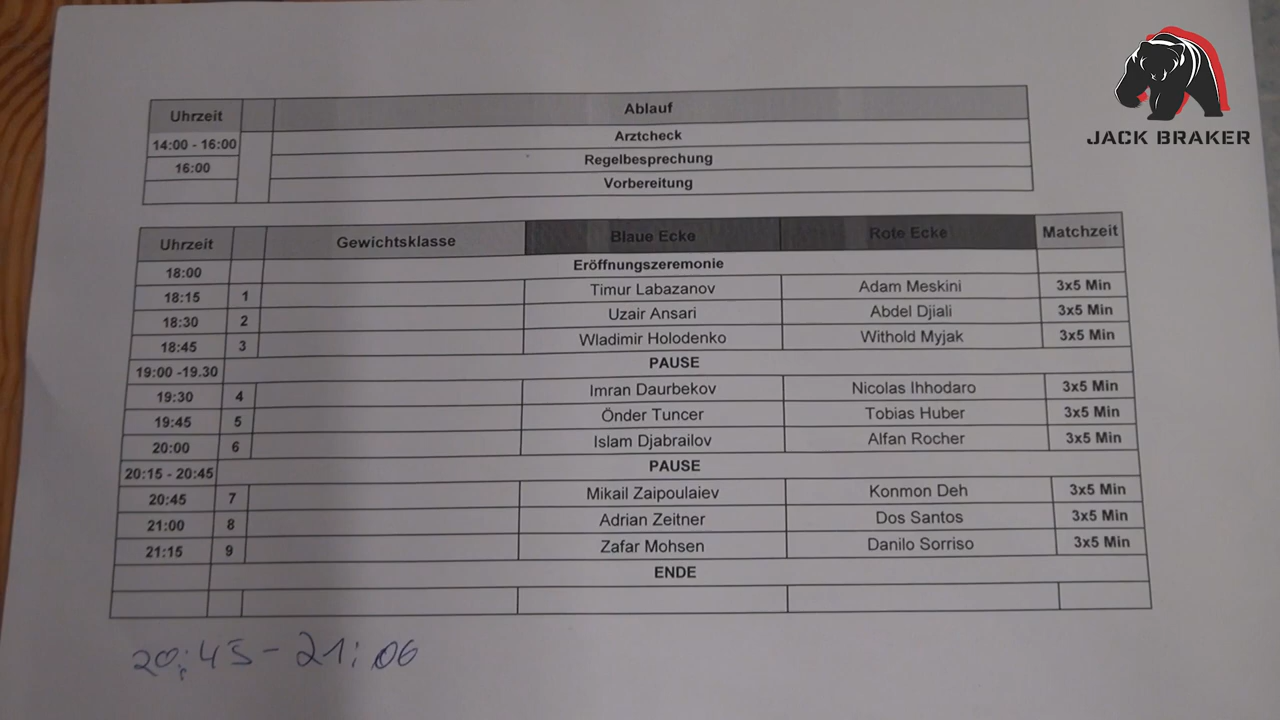 JACK BRAKER
Uhrzeit Ablauf
14:00 - 16:00 Arztcheck
16:00 Regelbesprechung
Vorbereitung
Uhrzeit Gewichtsklasse Blaue Ecke Rote Ecke Matchzeit
18:00 Eröffnungszeremonie
18:15 1 Timur Labazanov Adam Meskini 3x5 Min
18:30 2 Uzair Ansari Abdel Djiali 3x5 Min
18:45 3 Wladimir Holodenko Withold Myjak 3x5 Min
19:00 -19.30 PAUSE
19:30 4 Imran Daurbekov Nicolas Ihhodaro 3x5 Min
19:45 5 Önder Tuncer Tobias Huber 3x5 Min
20:00 6 Islam Djabrailov Alfan Rocher 3x5 Min
20:15 - 20:45 PAUSE
20:45 7 Mikail Zaipoulaiev Konmon Deh 3x5 Min
21:00 8 Adrian Zeitner Dos Santos 3x5 Min
21:15 9 Zafar Mohsen Danilo Sorriso 3x5 Min
ENDE
20:45 - 21:06